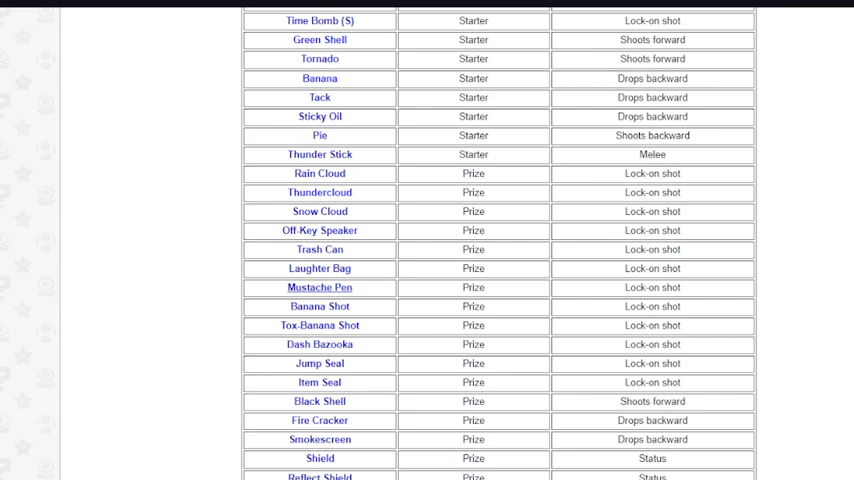 Time Bomb (S) Starter Lock-on shot
Green Shell Starter Shoots forward
Tornado Starter Shoots forward
Banana Starter Drops backward
Tack Starter Drops backward
Sticky Oil Starter Drops backward
Pie Starter Shoots backward
Thunder Stick Starter Melee
Rain Cloud Prize Lock-on shot
Thundercloud Prize Lock-on shot
Snow Cloud Prize Lock-on shot
Off-Key Speaker Prize Lock-on shot
Trash Can Prize Lock-on shot
Laughter Bag Prize Lock-on shot
Mustache Pen Prize Lock-on shot
Banana Shot Prize Lock-on shot
Tox-Banana Shot Prize Lock-on shot
Dash Bazooka Prize Lock-on shot
Jump Seal Prize Lock-on shot
Item Seal Prize Lock-on shot
Black Shell Prize Shoots forward
Fire Cracker Prize Drops backward
Smokescreen Prize Drops backward
Shield Prize Status
Reflect Shield Prize Status